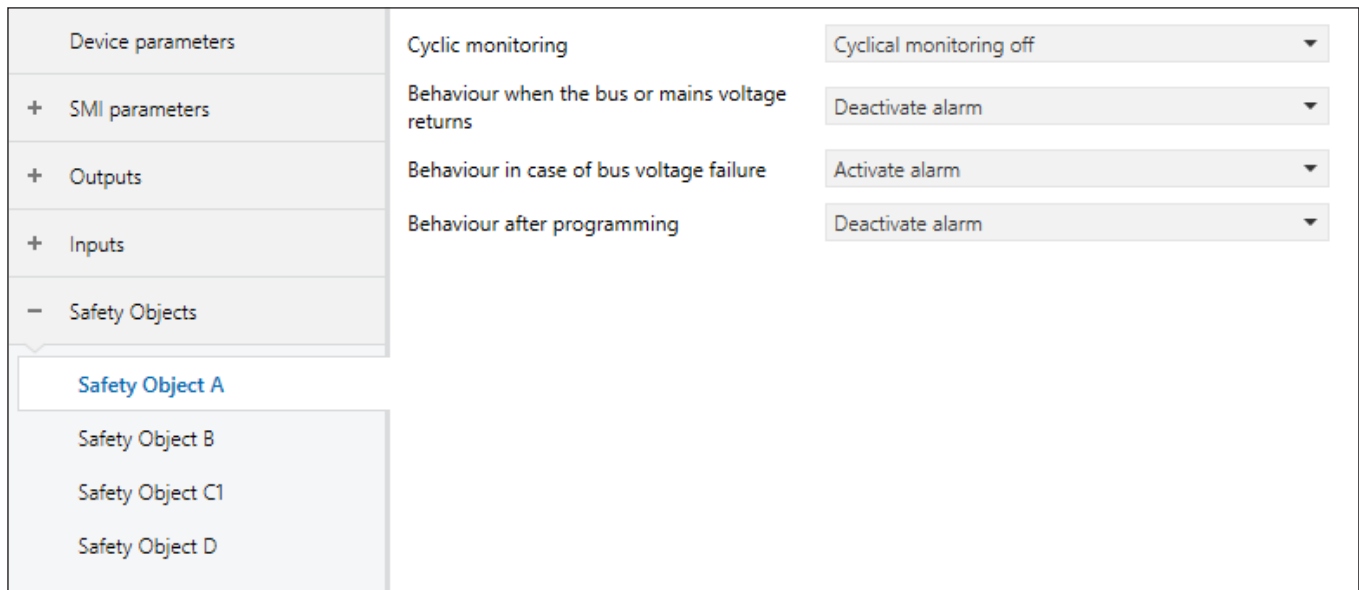 Device parameters
+ SMI parameters
+ Outputs
+ Inputs
− Safety Objects
Safety Object A
Safety Object B
Safety Object C1
Safety Object D
Cyclic monitoring Cyclical monitoring off
Behaviour when the bus or mains voltage
returns Deactivate alarm
Behaviour in case of bus voltage failure Activate alarm
Behaviour after programming Deactivate alarm